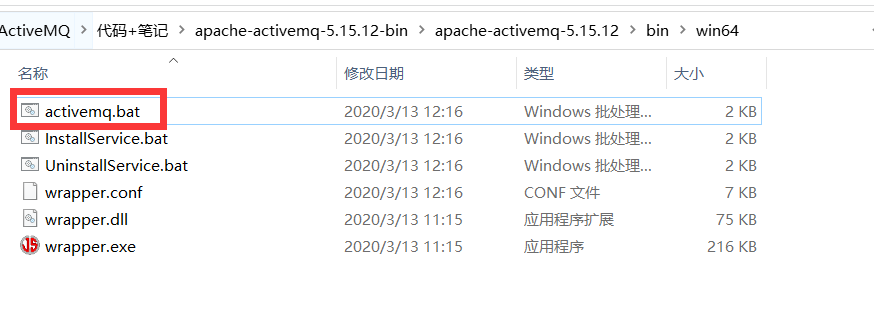 ActiveMQ > 代码+笔记 > apache-activemq-5.15.12-bin > apache-activemq-5.15.12 > bin > win64
名称 修改日期 类型 大小
activemq.bat 2020/3/13 12:16 Windows 批处理... 2 KB
InstallService.bat 2020/3/13 12:16 Windows 批处理... 2 KB
UninstallService.bat 2020/3/13 12:16 Windows 批处理... 2 KB
wrapper.conf 2020/3/13 12:16 CONF 文件 7 KB
wrapper.dll 2020/3/13 11:15 应用程序扩展 75 KB
wrapper.exe 2020/3/13 11:15 应用程序 216 KB